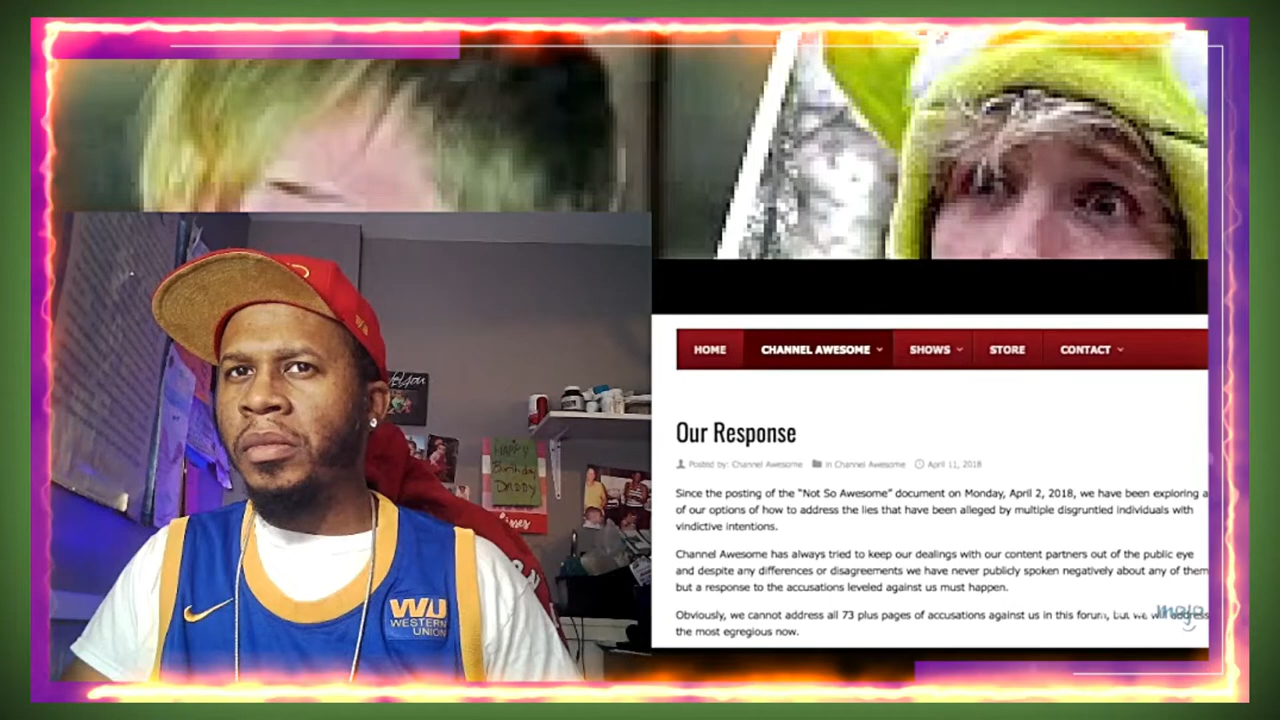 HOME
CHANNEL AWESOME
SHOWS
STORE
CONTACT
Our Response
Posted by: Channel Awesome in Channel Awesome April 11, 2018
Since the posting of the "Not So Awesome" document on Monday, April 2, 2018, we have been exploring a
of our options of how to address the lies that have been alleged by multiple disgruntled individuals with
vindictive intentions.
Channel Awesome has always tried to keep our dealings with our content partners out of the public eye
and despite any differences or disagreements we have never publicly spoken negatively about any of them
but a response to the accusations leveled against us must happen.
Obviously, we cannot address all 73 plus pages of accusations against us in this forum, but we will address
the most egregious now.
mojo
HAPPY
Birthday
DADDY
WU
WESTERN
UNION